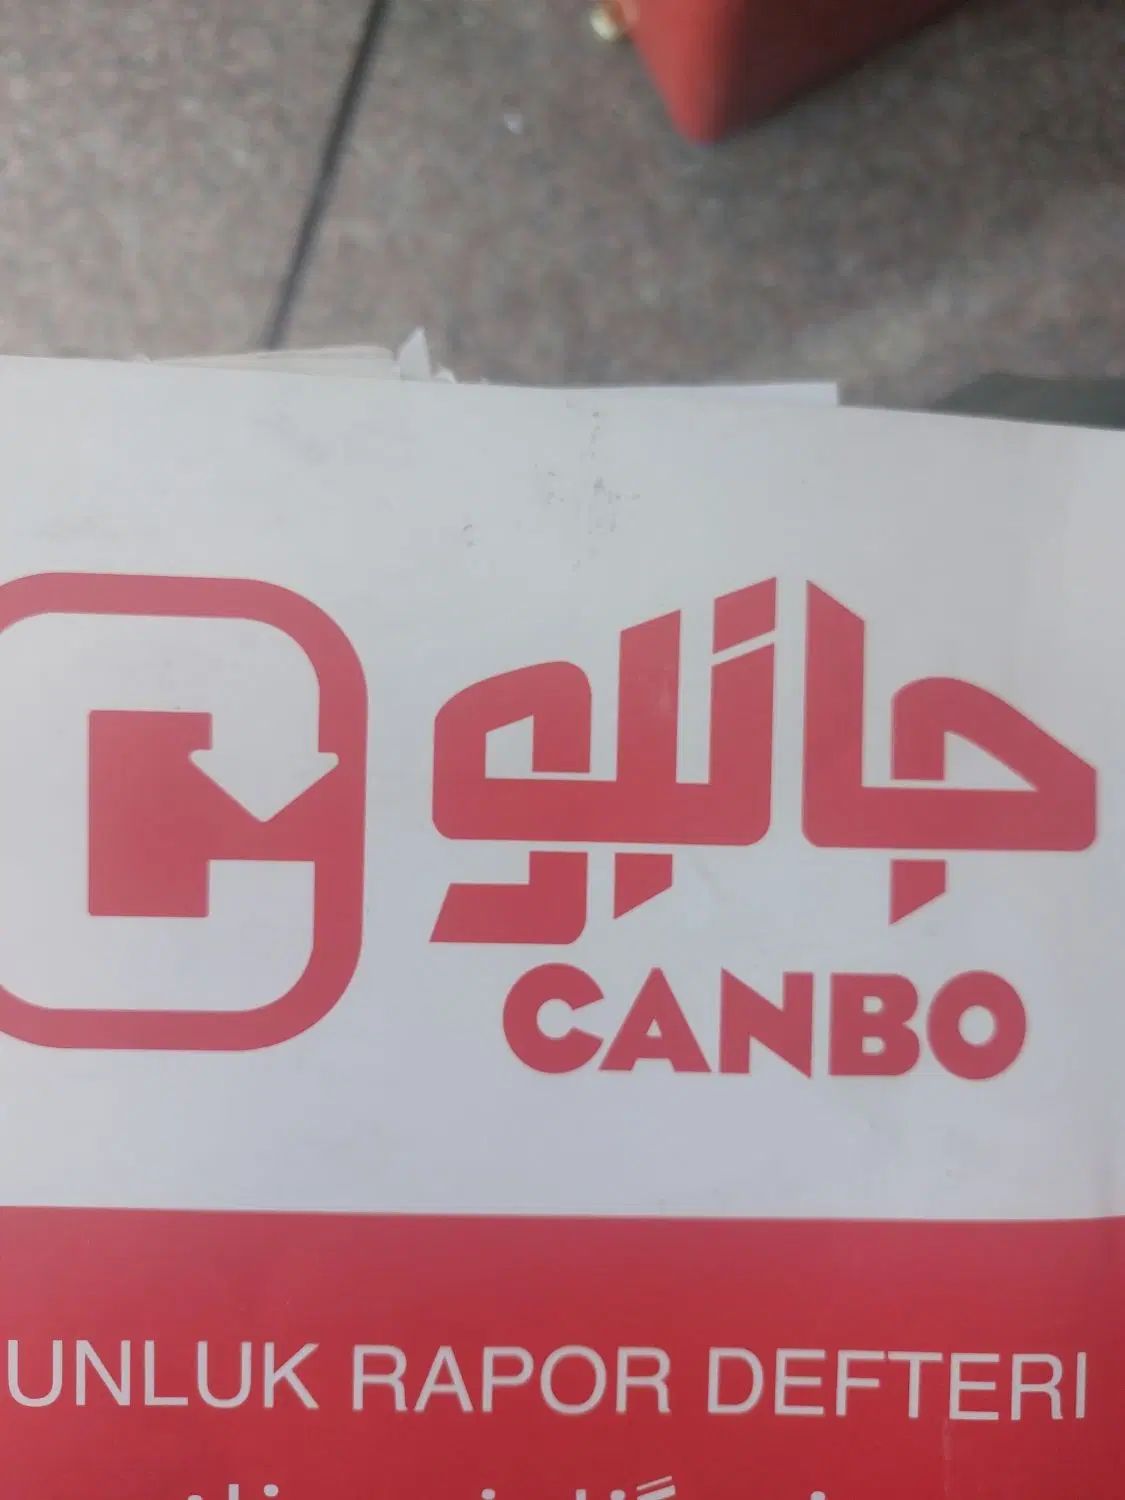 جانبو
CANBO
UNLUK RAPOR DEFTERI